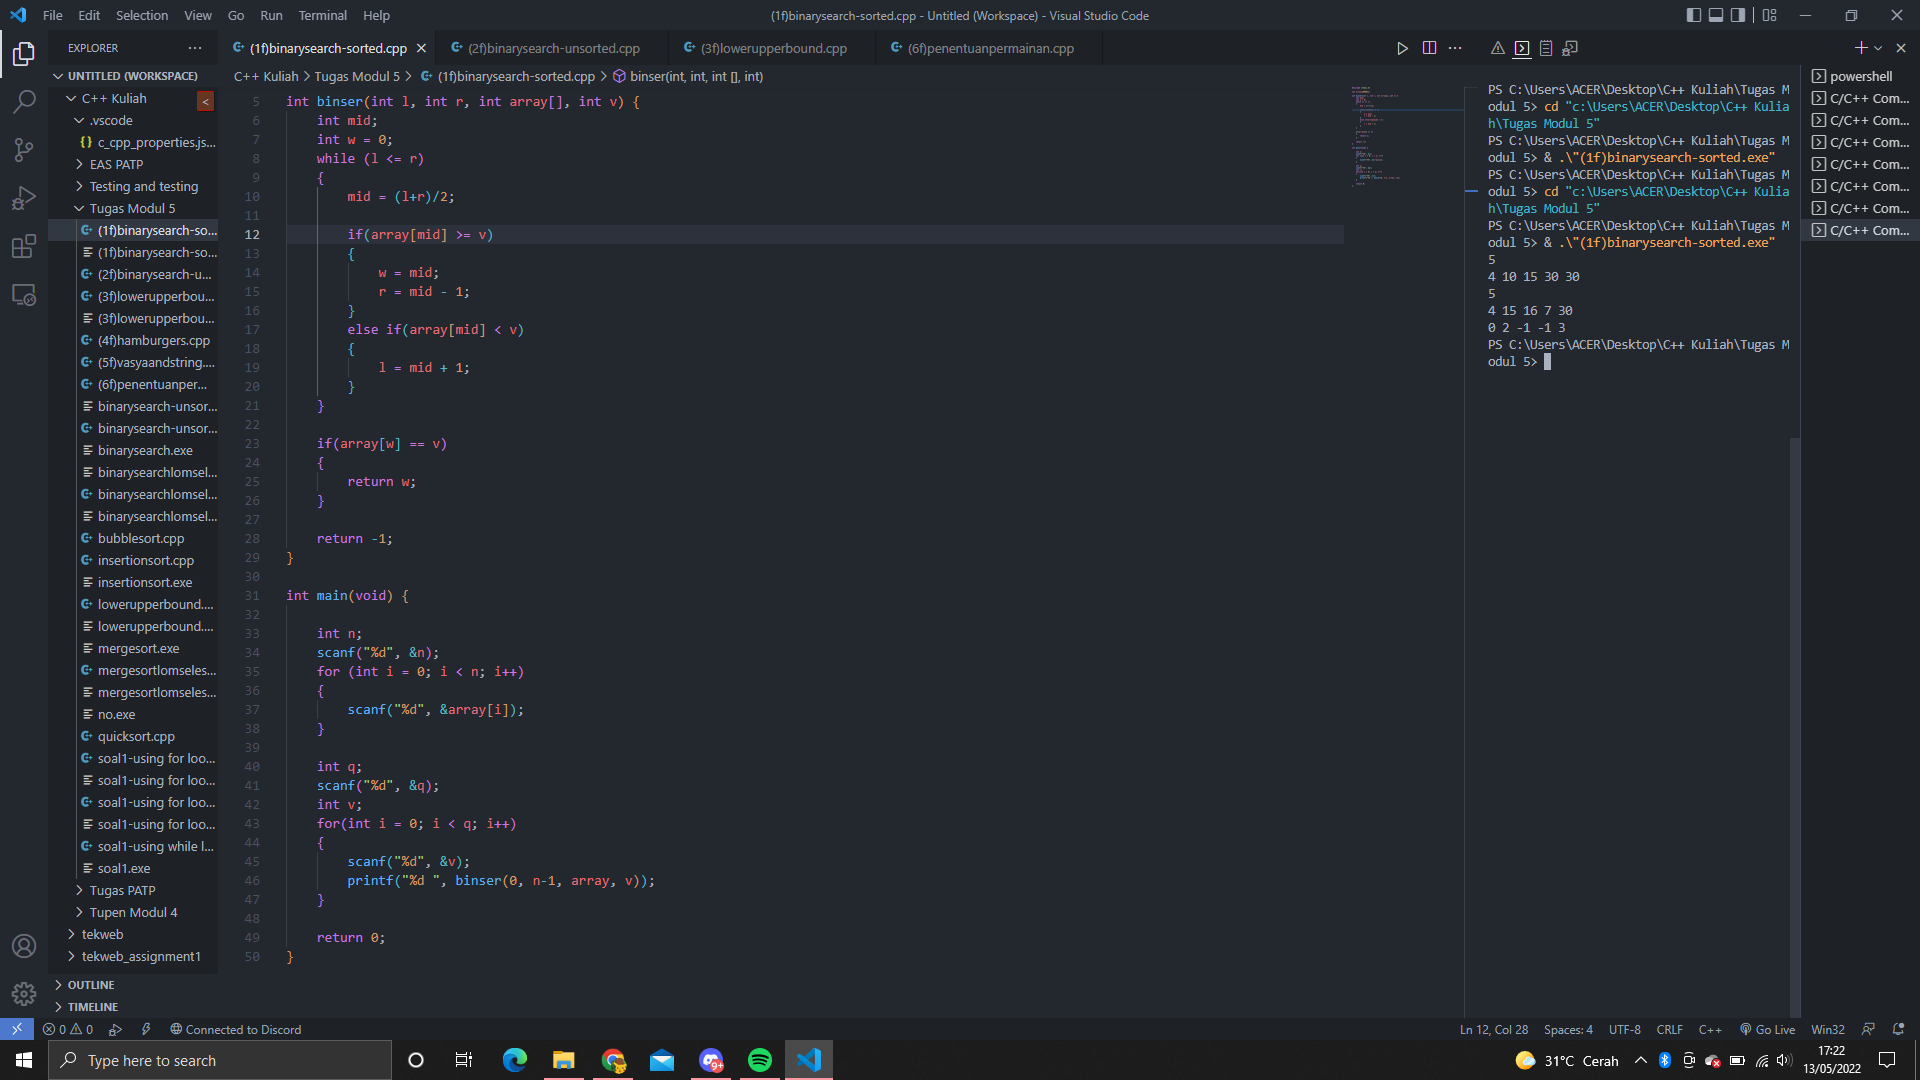 File Edit Selection View Go Run Terminal Help
(1f)binarysearch-sorted.cpp - Untitled (Workspace) - Visual Studio Code
EXPLORER
UNTITLED (WORKSPACE)
C++ Kuliah
.vscode
c_cpp_properties.js...
EAS PATP
Testing and testing
Tugas Modul 5
(1f)binarysearch-so...
(1f)binarysearch-so...
(2f)binarysearch-u...
(3f)lowerupperbou...
(3f)lowerupperbou...
(4f)hamburgers.cpp
(5f)vasyaandstring....
(6f)penentuanper...
binarysearch-unsor...
binarysearch-unsor...
binarysearch.exe
binarysearchlomsel...
binarysearchlomsel...
binarysearchlomsel...
bubblesort.cpp
insertionsort.cpp
insertionsort.exe
lowerupperbound....
lowerupperbound....
mergesort.exe
mergesortlomseles...
mergesortlomseles...
no.exe
quicksort.cpp
soal1-using for loo...
soal1-using for loo...
soal1-using for loo...
soal1-using for loo...
soal1-using while l...
soal1.exe
Tugas PATP
Tupen Modul 4
tekweb
tekweb_assignment1
OUTLINE
TIMELINE
(1f)binarysearch-sorted.cpp (2f)binarysearch-unsorted.cpp (3f)lowerupperbound.cpp (6f)penentuanpermainan.cpp
C++ Kuliah > Tugas Modul 5 > (1f)binarysearch-sorted.cpp > binser(int, int, int [], int)
5 int binser(int l, int r, int array[], int v) {
6 int mid;
7 int w = 0;
8 while (l <= r)
9 {
10 mid = (l+r)/2;
11
12 if(array[mid] >= v)
13 {
14 w = mid;
15 r = mid - 1;
16 }
17 else if(array[mid] < v)
18 {
19 l = mid + 1;
20 }
21 }
22
23 if(array[w] == v)
24 {
25 return w;
26 }
27
28 return -1;
29 }
30
31 int main(void) {
32
33 int n;
34 scanf("%d", &n);
35 for (int i = 0; i < n; i++)
36 {
37 scanf("%d", &array[i]);
38 }
39
40 int q;
41 scanf("%d", &q);
42 int v;
43 for(int i = 0; i < q; i++)
44 {
45 scanf("%d", &v);
46 printf("%d ", binser(0, n-1, array, v));
47 }
48
49 return 0;
50 }
PS C:\Users\ACER\Desktop\C++ Kuliah\Tugas M
odul 5> cd "c:\Users\ACER\Desktop\C++ Kulia
h\Tugas Modul 5"
PS C:\Users\ACER\Desktop\C++ Kuliah\Tugas M
odul 5> & .\"(1f)binarysearch-sorted.exe"
PS C:\Users\ACER\Desktop\C++ Kuliah\Tugas M
odul 5> cd "c:\Users\ACER\Desktop\C++ Kulia
h\Tugas Modul 5"
PS C:\Users\ACER\Desktop\C++ Kuliah\Tugas M
odul 5> & .\"(1f)binarysearch-sorted.exe"
5
4 10 15 30 30
5
4 15 16 7 30
0 2 -1 -1 3
PS C:\Users\ACER\Desktop\C++ Kuliah\Tugas M
odul 5>
powershell
C/C++ Com...
C/C++ Com...
C/C++ Com...
C/C++ Com...
C/C++ Com...
C/C++ Com...
C/C++ Com...
0 0 Connected to Discord
Ln 12, Col 28 Spaces: 4 UTF-8 CRLF C++ Go Live Win32
Type here to search
9+
31°C Cerah
17:22
13/05/2022